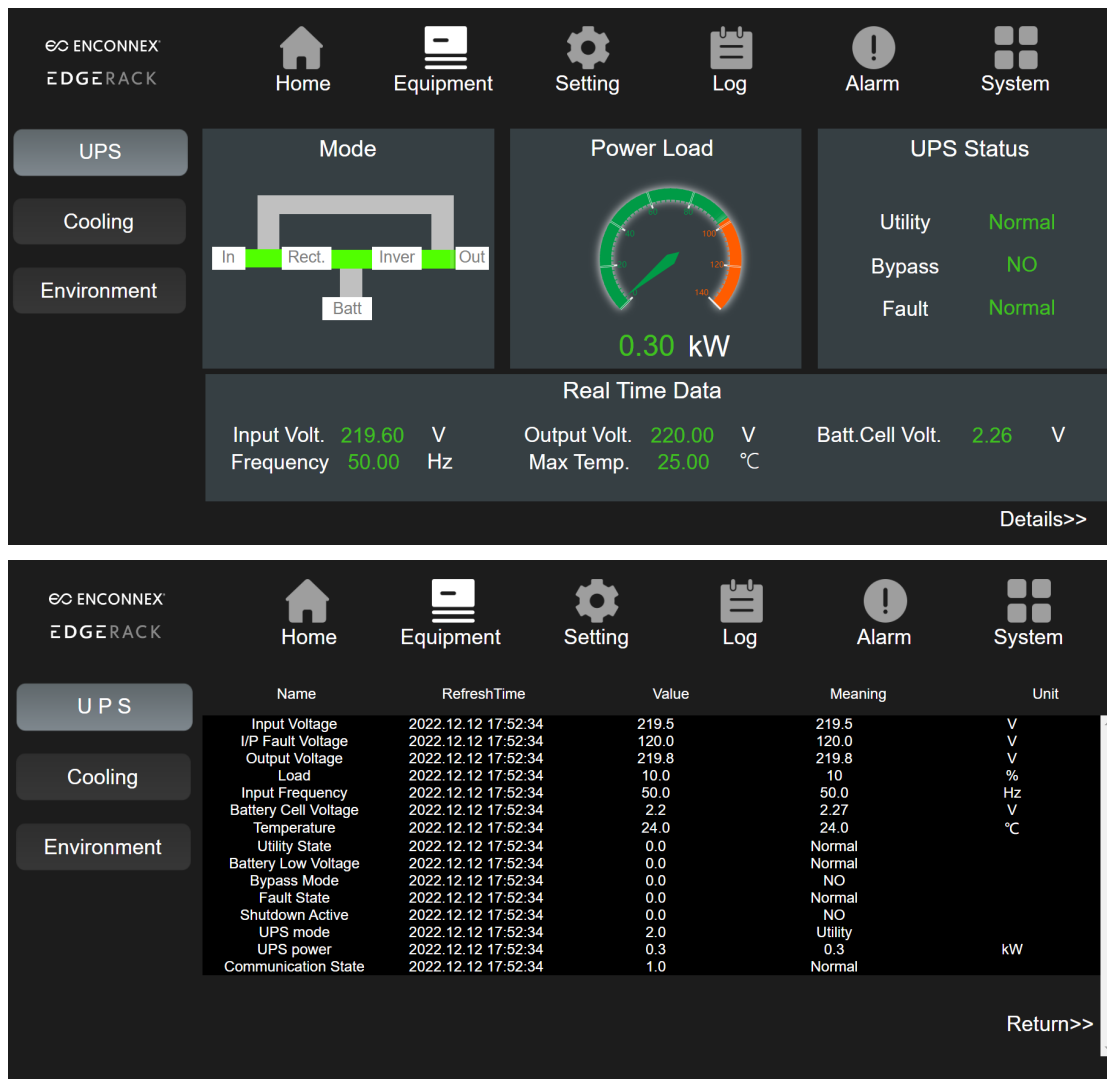 ENCONNEX
EDGERACK
Home Equipment Setting Log Alarm System
UPS
Cooling
Environment
Mode
In Rect. Inver Out
Batt
Power Load
0 20 40 60 80 100 120 140
0.30 kW
UPS Status
Utility Normal
Bypass NO
Fault Normal
Real Time Data
Input Volt. 219.60 V Output Volt. 220.00 V Batt.Cell Volt. 2.26 V
Frequency 50.00 Hz Max Temp. 25.00 ℃
Details>>
ENCONNEX
EDGERACK
Home Equipment Setting Log Alarm System
UPS
Cooling
Environment
Name RefreshTime Value Meaning Unit
Input Voltage 2022.12.12 17:52:34 219.5 219.5 V
I/P Fault Voltage 2022.12.12 17:52:34 120.0 120.0 V
Output Voltage 2022.12.12 17:52:34 219.8 219.8 V
Load 2022.12.12 17:52:34 10.0 10 %
Input Frequency 2022.12.12 17:52:34 50.0 50.0 Hz
Battery Cell Voltage 2022.12.12 17:52:34 2.2 2.27 V
Temperature 2022.12.12 17:52:34 24.0 24.0 ℃
Utility State 2022.12.12 17:52:34 0.0 Normal
Battery Low Voltage 2022.12.12 17:52:34 0.0 Normal
Bypass Mode 2022.12.12 17:52:34 0.0 NO
Fault State 2022.12.12 17:52:34 0.0 Normal
Shutdown Active 2022.12.12 17:52:34 0.0 NO
UPS mode 2022.12.12 17:52:34 2.0 Utility
UPS power 2022.12.12 17:52:34 0.3 0.3 kW
Communication State 2022.12.12 17:52:34 1.0 Normal
Return>>